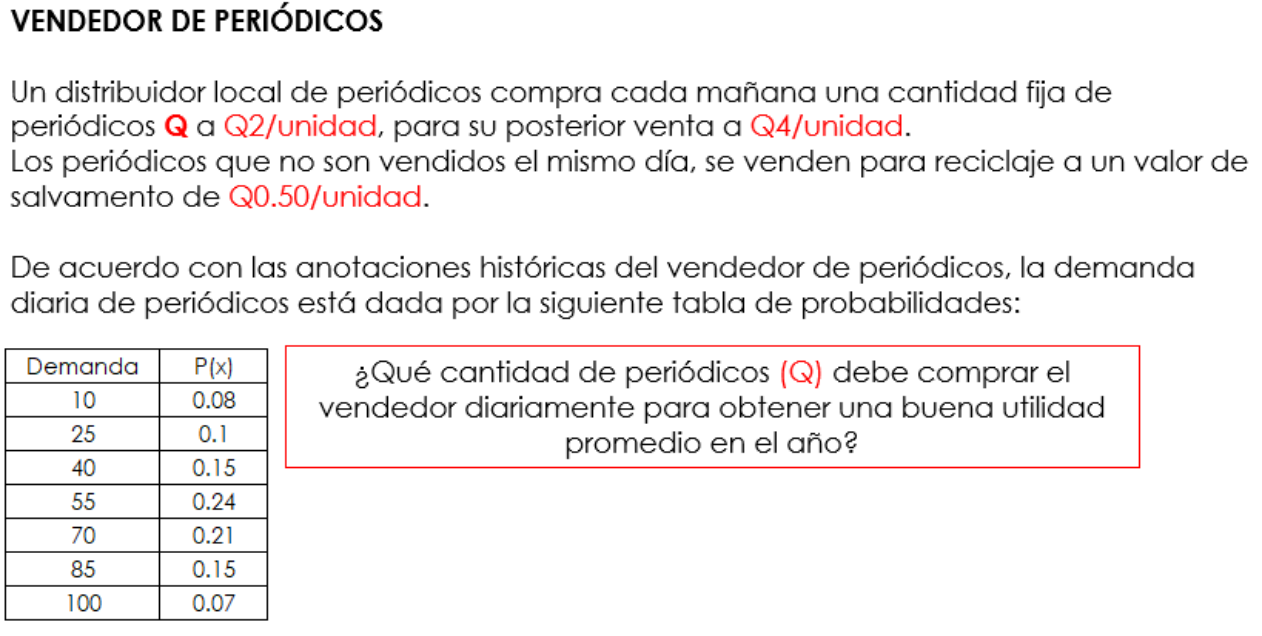 VENDEDOR DE PERIÓDICOS
Un distribuidor local de periódicos compra cada mañana una cantidad fija de
periódicos Q a Q2/unidad, para su posterior venta a Q4/unidad.
Los periódicos que no son vendidos el mismo día, se venden para reciclaje a un valor de
salvamento de Q0.50/unidad.
De acuerdo con las anotaciones históricas del vendedor de periódicos, la demanda
diaria de periódicos está dada por la siguiente tabla de probabilidades:
Demanda P(x)
10 0.08
25 0.1
40 0.15
55 0.24
70 0.21
85 0.15
100 0.07
¿Qué cantidad de periódicos (Q) debe comprar el
vendedor diariamente para obtener una buena utilidad
promedio en el año?